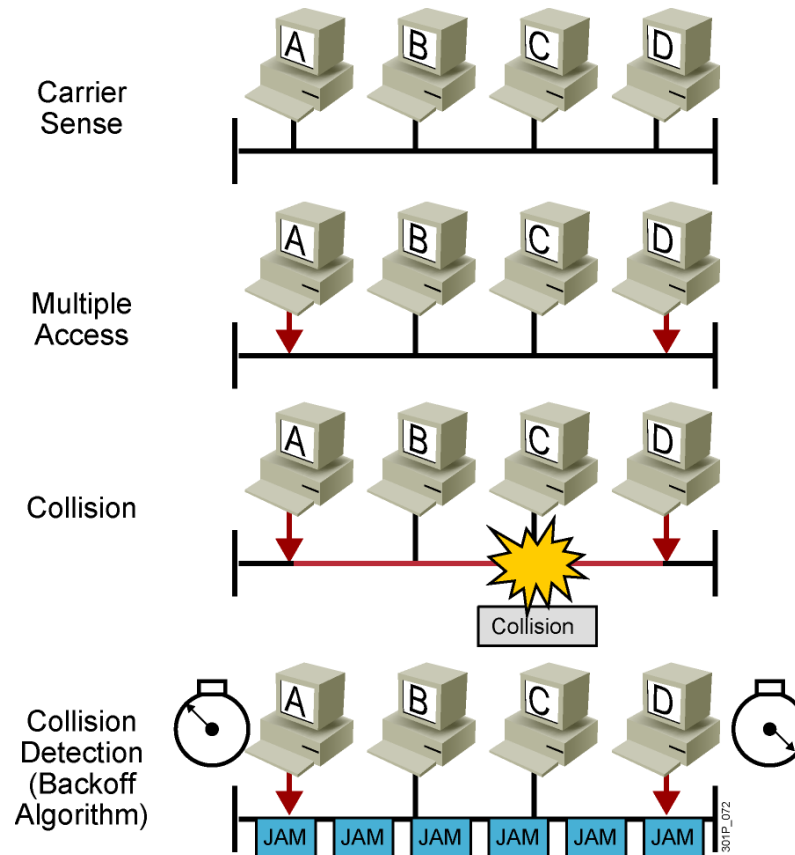 Carrier
Sense
A B C D
Multiple
Access
A B C D
Collision
A B C D
Collision
Collision
Detection
(Backoff
Algorithm)
A B C D
JAM JAM JAM JAM JAM JAM
301P_072